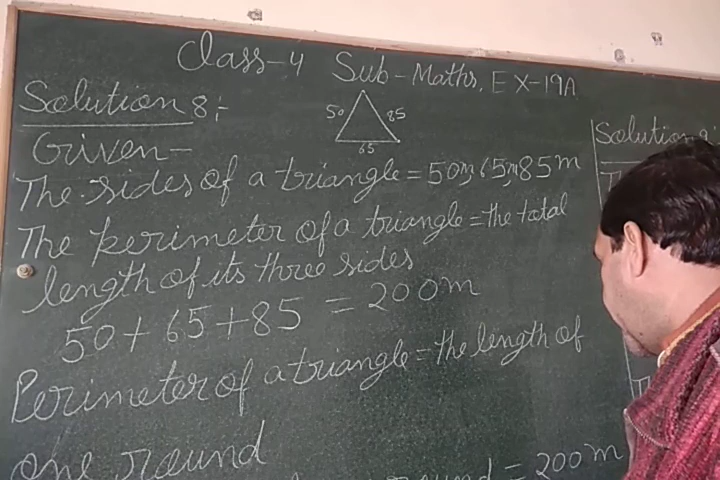 Class-4 Sub-Maths, EX-19A
Solution 8:-
50 85
65
Given-
The sides of a triangle = 50m, 65m, 85m
The perimeter of a triangle = the total
length of its three sides
50 + 65 + 85 = 200m
Perimeter of a triangle = the length of
one round
round = 200m
Solution 9